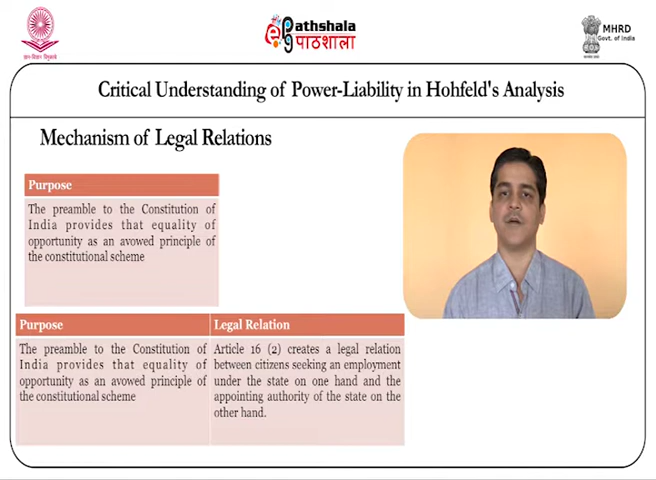 Pathshala
पाठशाला
MHRD
Govt. of India
Critical Understanding of Power-Liability in Hohfeld's Analysis
Mechanism of Legal Relations
Purpose
The preamble to the Constitution of
India provides that equality of
opportunity as an avowed principle of
the constitutional scheme
Purpose
Legal Relation
The preamble to the Constitution of
India provides that equality of
opportunity as an avowed principle of
the constitutional scheme
Article 16 (2) creates a legal relation
between citizens seeking an employment
under the state on one hand and the
appointing authority of the state on the
other hand.